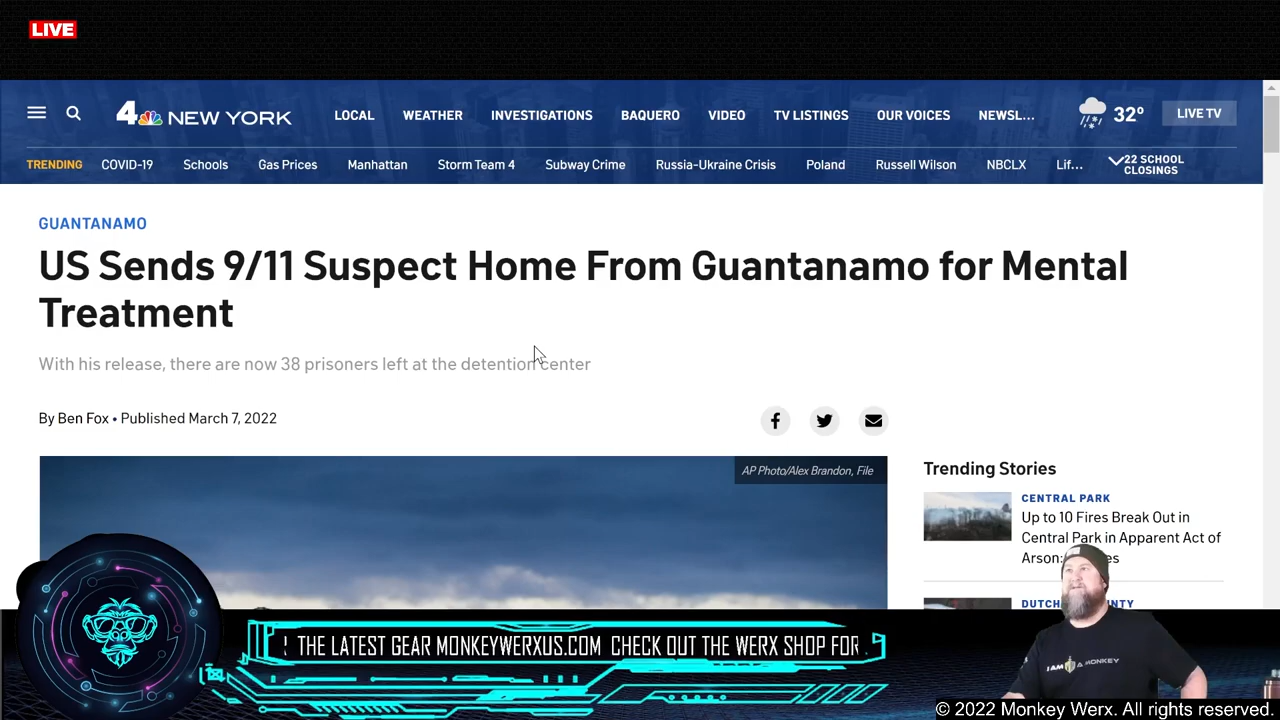 LIVE
4 NEW YORK
LOCAL
WEATHER
INVESTIGATIONS
BAQUERO
VIDEO
TV LISTINGS
OUR VOICES
NEWSL...
32°
LIVE TV
TRENDING
COVID-19
Schools
Gas Prices
Manhattan
Storm Team 4
Subway Crime
Russia-Ukraine Crisis
Poland
Russell Wilson
NBCLX
Lif...
22 SCHOOL
CLOSINGS
GUANTANAMO
US Sends 9/11 Suspect Home From Guantanamo for Mental
Treatment
With his release, there are now 38 prisoners left at the detention center
By Ben Fox • Published March 7, 2022
AP Photo/Alex Brandon, File
Trending Stories
CENTRAL PARK
Up to 10 Fires Break Out in
Central Park in Apparent Act of
Arson:
! THE LATEST GEAR MONKEYWERXUS.COM CHECK OUT THE WERX SHOP FOR
I AM A MONKEY
© 2022 Monkey Werx. All rights reserved.